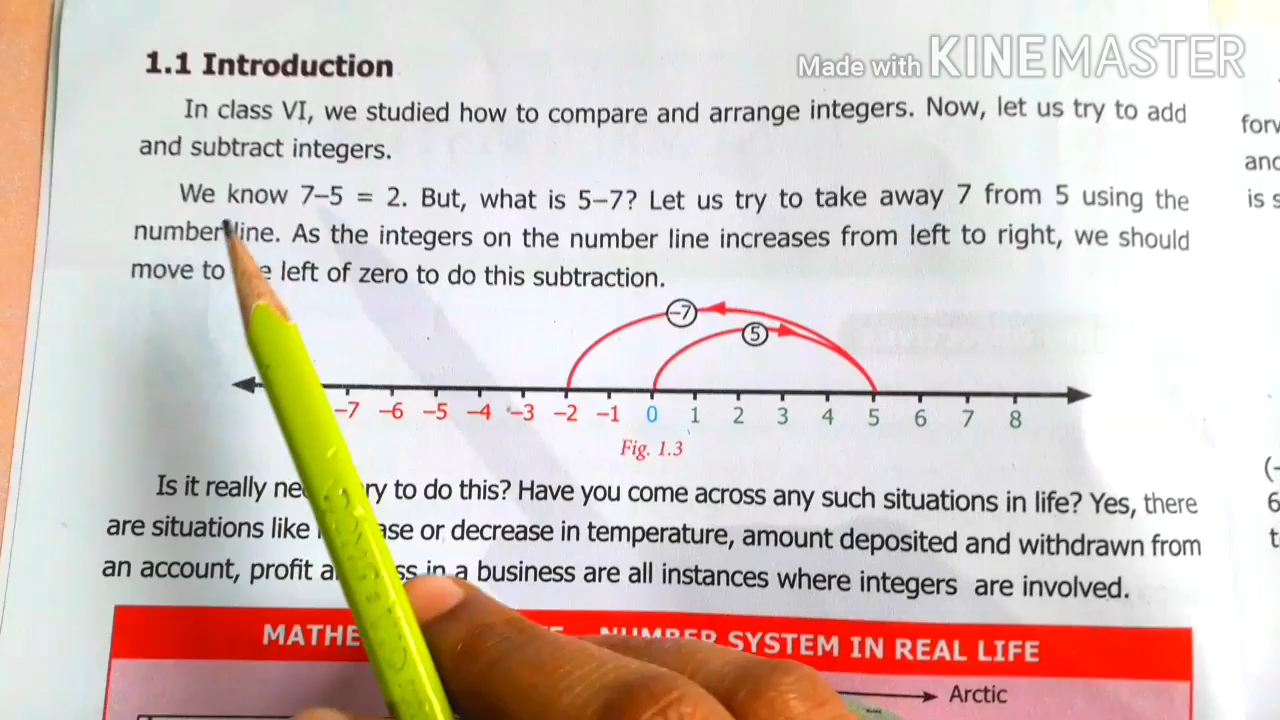 Made with KINEMASTER
1.1 Introduction
In class VI, we studied how to compare and arrange integers. Now, let us try to add
and subtract integers.
We know 7–5 = 2. But, what is 5–7? Let us try to take away 7 from 5 using the
number line. As the integers on the number line increases from left to right, we should
move to left of zero to do this subtraction.
–7
5
–7 –6 –5 –4 –3 –2 –1 0 1 2 3 4 5 6 7 8
Fig. 1.3
Is it really to do this? Have you come across any such situations in life? Yes, there
are situations like or decrease in temperature, amount deposited and withdrawn from
an account, profit in a business are all instances where integers are involved.
NUMBER SYSTEM IN REAL LIFE
Arctic
and
is
6